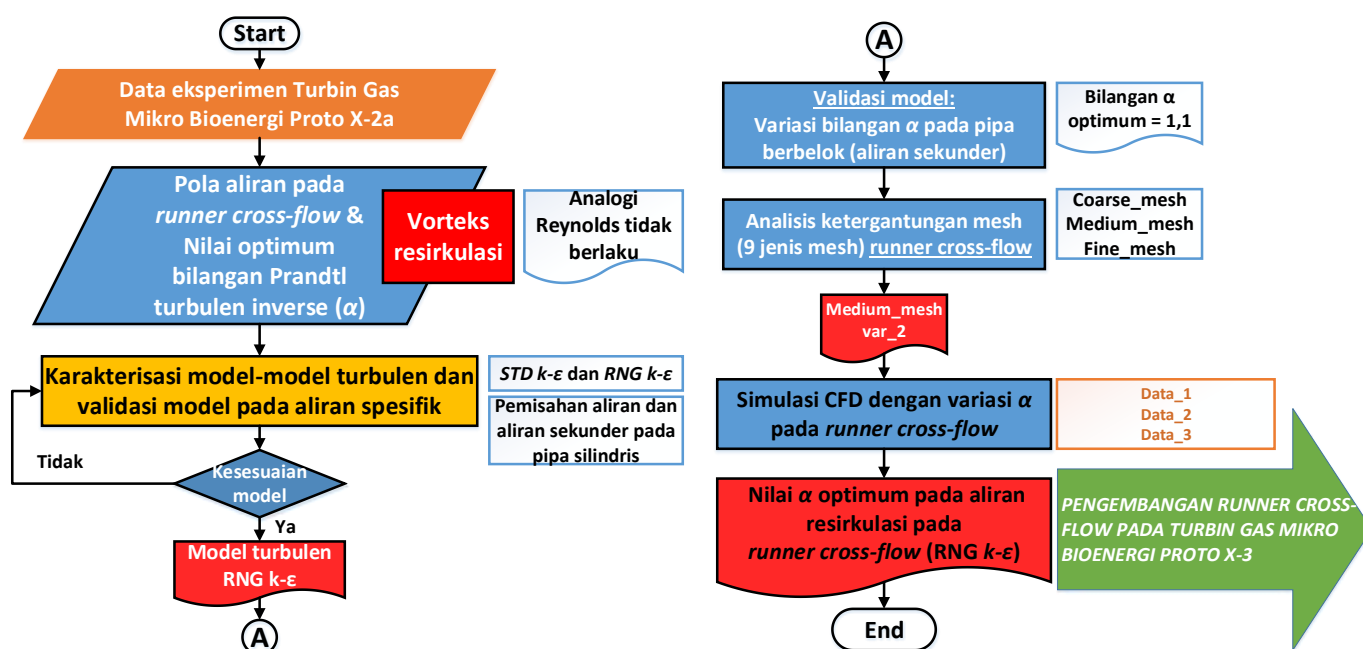 Start
Data eksperimen Turbin Gas
Mikro Bioenergi Proto X-2a
Pola aliran pada
runner cross-flow &
Nilai optimum
bilangan Prandtl
turbulen inverse (α)
Vorteks
resirkulasi
Analogi
Reynolds tidak
berlaku
Karakterisasi model-model turbulen dan
validasi model pada aliran spesifik
STD k-ε dan RNG k-ε
Pemisahan aliran dan
aliran sekunder pada
pipa silindris
Tidak
Kesesuaian
model
Ya
Model turbulen
RNG k-ε
A
A
Validasi model:
Variasi bilangan α pada pipa
berbelok (aliran sekunder)
Bilangan α
optimum = 1,1
Analisis ketergantungan mesh
(9 jenis mesh) runner cross-flow
Coarse_mesh
Medium_mesh
Fine_mesh
Medium_mesh
var_2
Simulasi CFD dengan variasi α
pada runner cross-flow
Data_1
Data_2
Data_3
Nilai α optimum pada aliran
resirkulasi pada
runner cross-flow (RNG k-ε)
PENGEMBANGAN RUNNER CROSS-
FLOW PADA TURBIN GAS MIKRO
BIOENERGI PROTO X-3
End